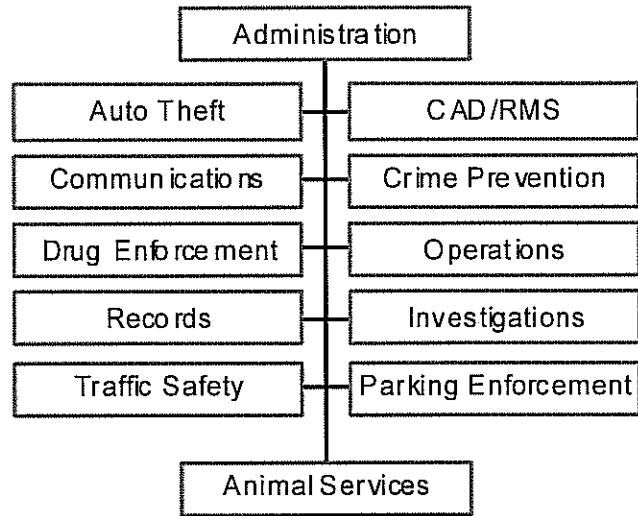 Administration
Auto Theft
CAD/RMS
Communications
Crime Prevention
Drug Enforcement
Operations
Records
Investigations
Traffic Safety
Parking Enforcement
Animal Services